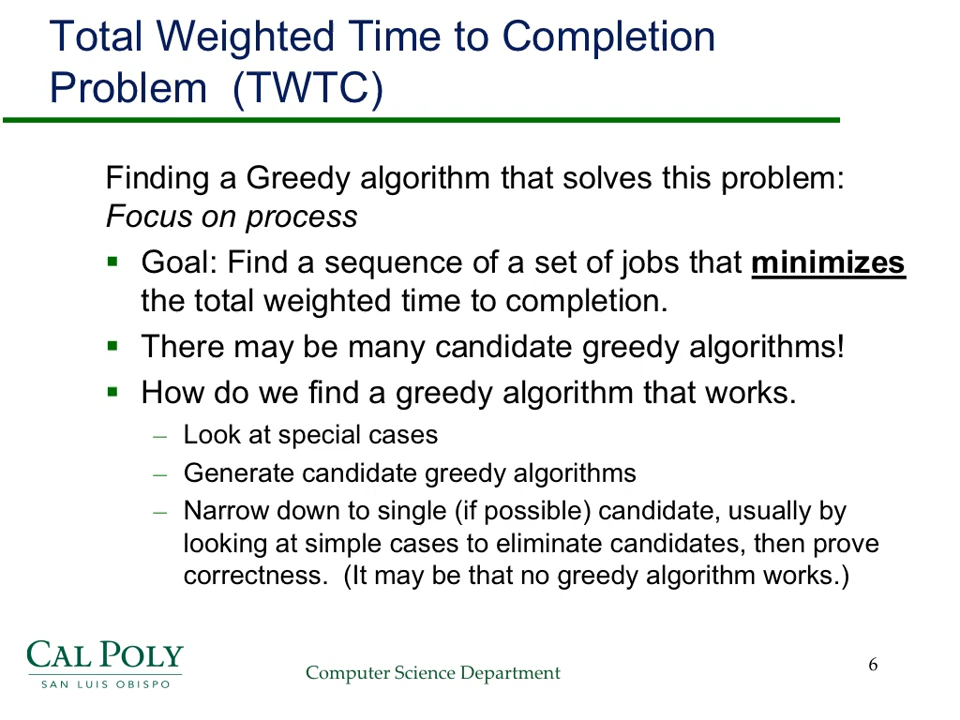 Total Weighted Time to Completion
Problem (TWTC)
Finding a Greedy algorithm that solves this problem:
Focus on process
▪ Goal: Find a sequence of a set of jobs that minimizes
the total weighted time to completion.
▪ There may be many candidate greedy algorithms!
▪ How do we find a greedy algorithm that works.
– Look at special cases
– Generate candidate greedy algorithms
– Narrow down to single (if possible) candidate, usually by
looking at simple cases to eliminate candidates, then prove
correctness. (It may be that no greedy algorithm works.)
CAL POLY
SAN LUIS OBISPO
Computer Science Department
6